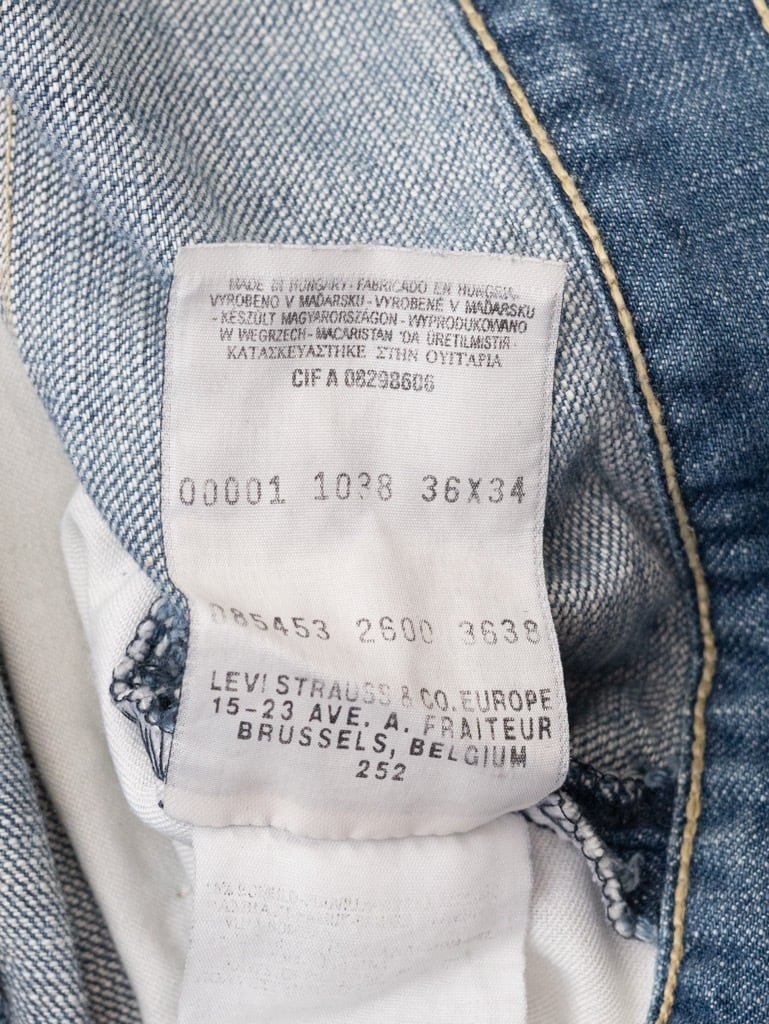 MADE IN HUNGARY - FABRICADO EN HUNGRIA
VYROBENO V MAĎARSKU - VYROBENÉ V MAĎARSKU
- KÉSZÜLT MAGYARORSZÁGON - WYPRODUKOWANO
W WEGRZECH - MACARISTAN 'DA ÜRETILMISTIR -
ΚΑΤΑΣΚΕΥΑΣΤΗΚΕ ΣΤΗΝ ΟΥΓΓΑΡΙΑ
CIF A 08298606
00001 1038 36X34
085453 2600 3638
LEVI STRAUSS & CO. EUROPE
15-23 AVE. A. FRAITEUR
BRUSSELS, BELGIUM
252